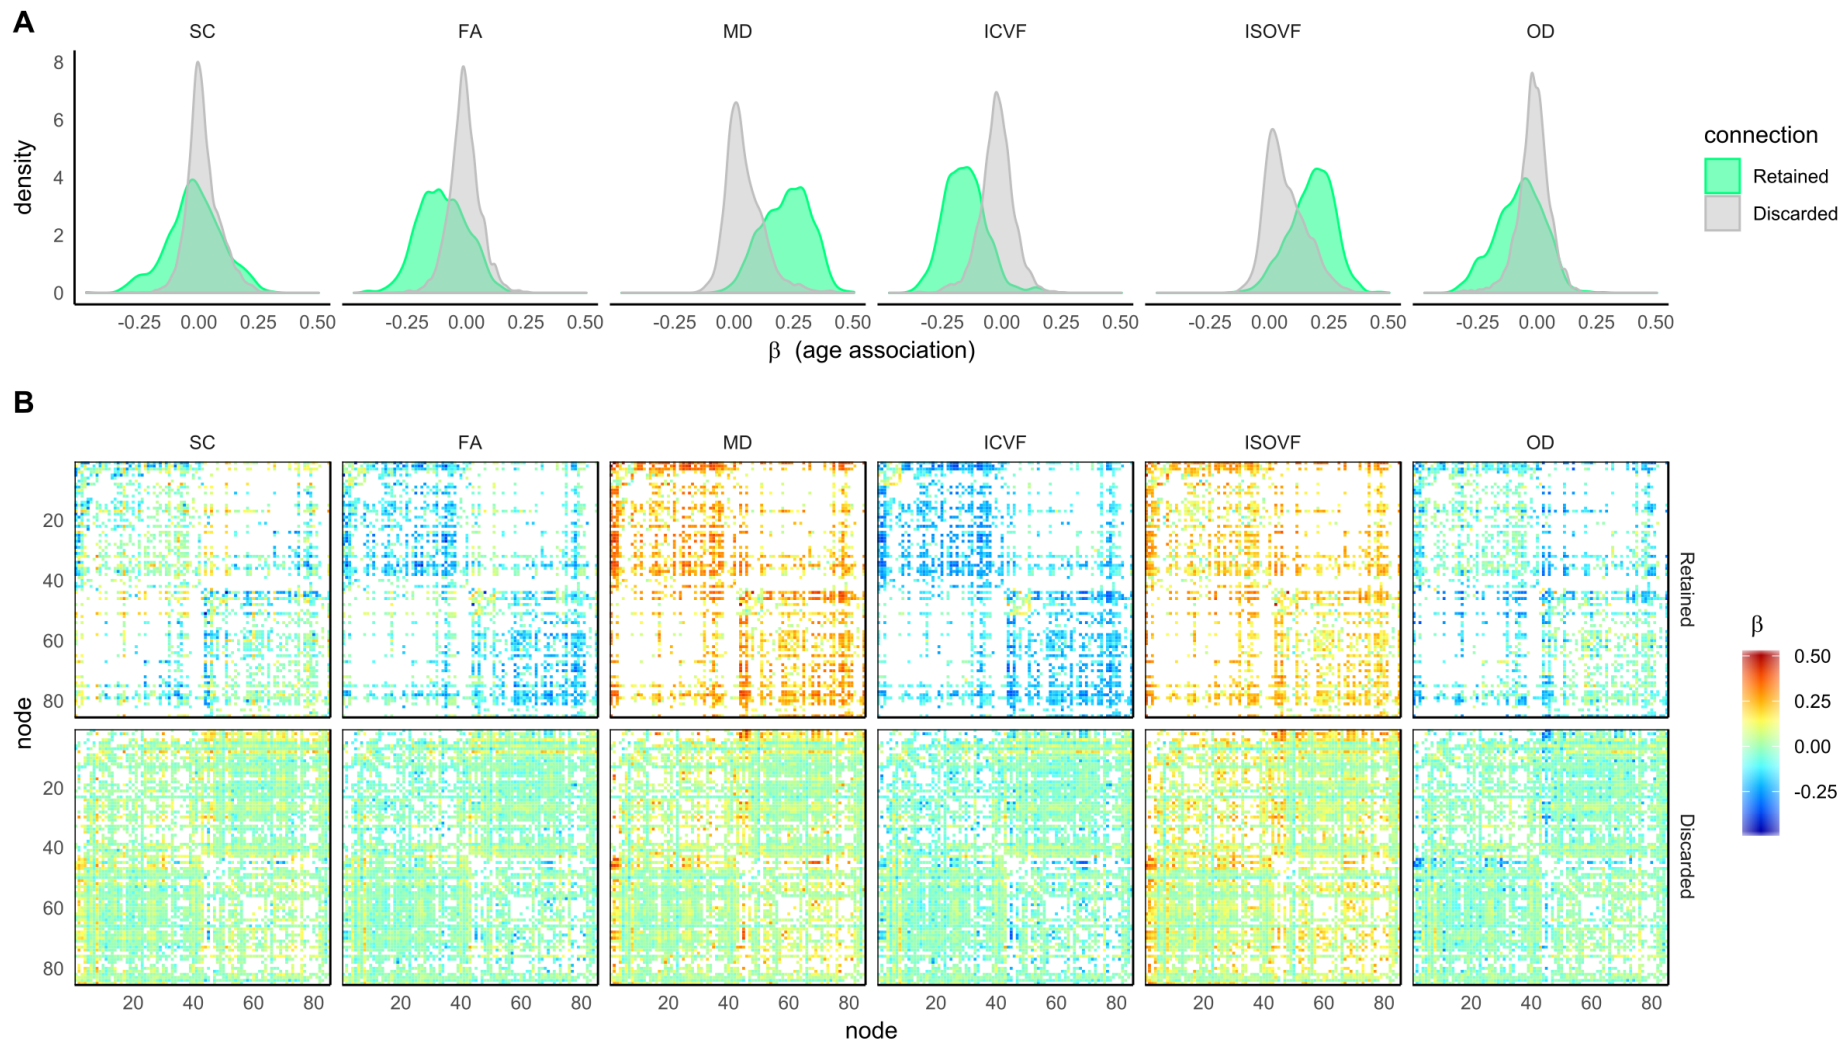 A
SC FA MD ICVF ISOVF OD
8
6
4
2
0
density
-0.25 0.00 0.25 0.50 -0.25 0.00 0.25 0.50 -0.25 0.00 0.25 0.50 -0.25 0.00 0.25 0.50 -0.25 0.00 0.25 0.50 -0.25 0.00 0.25 0.50
β (age association)
connection
Retained
Discarded
B
SC FA MD ICVF ISOVF OD
20
40
60
80
Retained
20
40
60
80
Discarded
node
20 40 60 80 20 40 60 80 20 40 60 80 20 40 60 80 20 40 60 80 20 40 60 80
node
β
0.50
0.25
0.00
-0.25